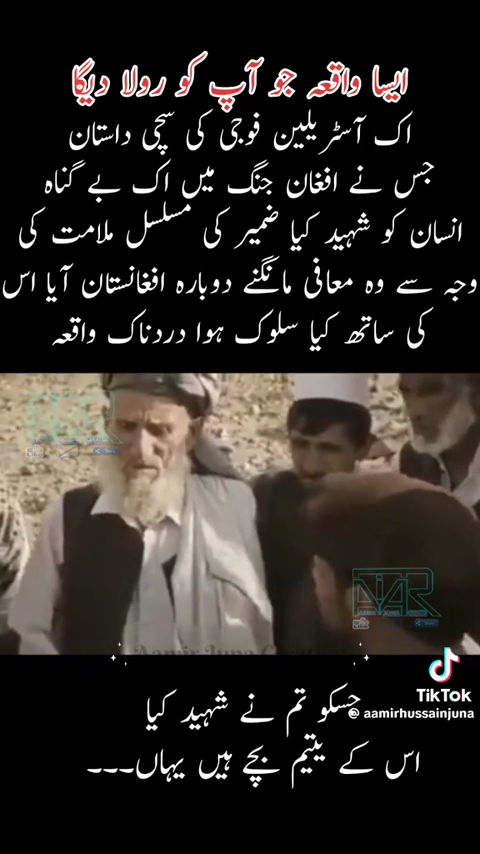 ایسا واقعہ جو آپ کو رولا دیگا
اک آسٹریلین فوجی کی سچی داستان
جس نے افغان جنگ میں اک بے گناہ
انسان کو شہید کیا ضمیر کی مسلسل ملامت کی
وجہ سے وہ معافی مانگنے دوبارہ افغانستان آیا اس
کی ساتھ کیا سلوک ہوا دردناک واقعہ
Aamir Juna
TikTok
@ aamirhussainjuna
جسکو تم نے شہید کیا
اس کے یتیم بچے ہیں یہاں۔۔۔